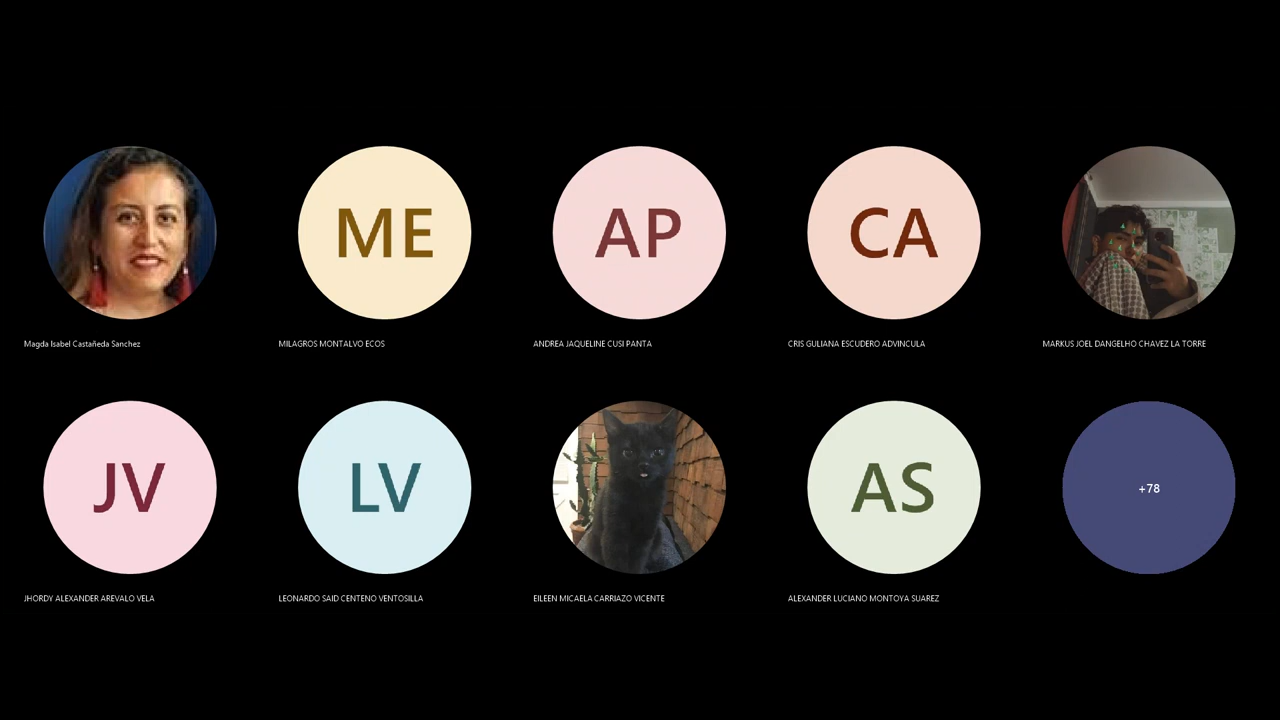 ME
AP
CA
Magda Isabel Castañeda Sanchez
MILAGROS MONTALVO ECOS
ANDREA JAQUELINE CUSI PANTA
CRIS GULIANA ESCUDERO ADVINCULA
MARKUS JOEL DANGELHO CHAVEZ LA TORRE
JV
LV
AS
+78
JHORDY ALEXANDER AREVALO VELA
LEONARDO SAID CENTENO VENTOSILLA
EILEEN MICAELA CARRIAZO VICENTE
ALEXANDER LUCIANO MONTOYA SUAREZ